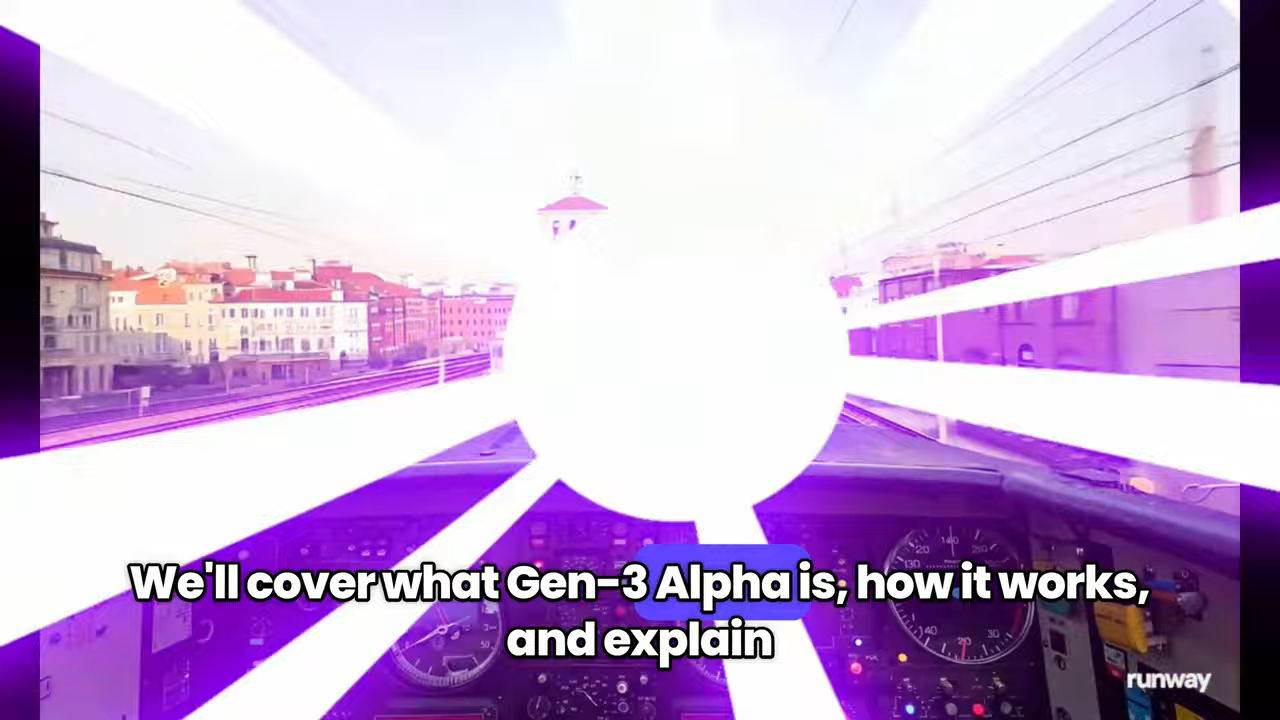 We'll cover what Gen-3 Alpha is, how it works,
and explain
runway